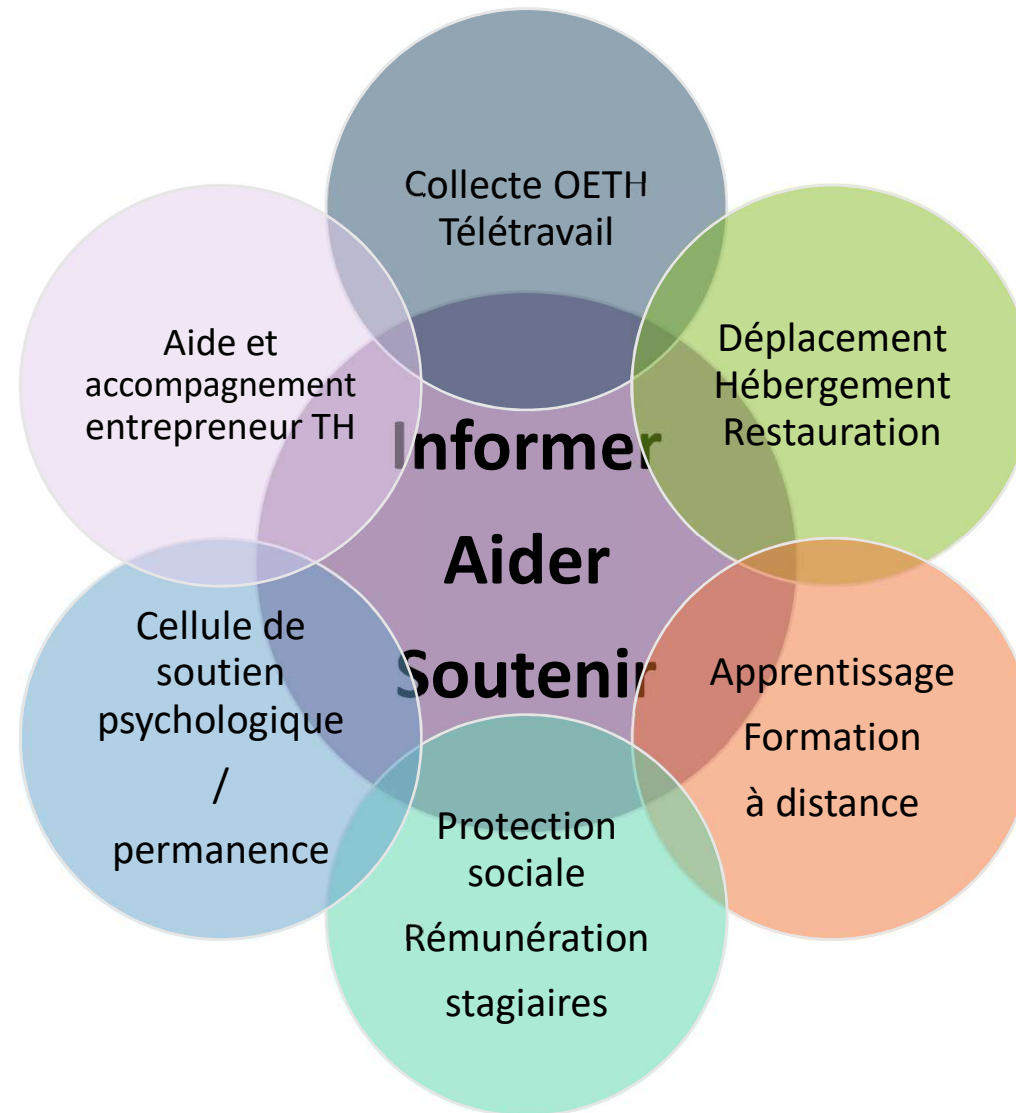 Collecte OETH
Télétravail
Déplacement
Hébergement
Restauration
Apprentissage
Formation
à distance
Protection
sociale
Rémunération
stagiaires
Cellule de
soutien
psychologique
/
permanence
Aide et
accompagnement
entrepreneur TH
Informer
Aider
Soutenir